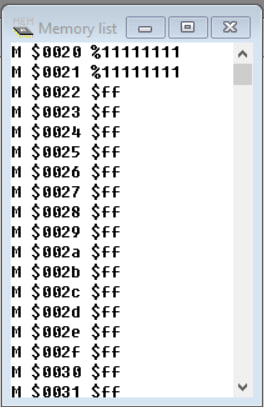 MEM
Memory list
M $0020 %11111111
M $0021 %11111111
M $0022 $ff
M $0023 $ff
M $0024 $ff
M $0025 $ff
M $0026 $ff
M $0027 $ff
M $0028 $ff
M $0029 $ff
M $002a $ff
M $002b $ff
M $002c $ff
M $002d $ff
M $002e $ff
M $002f $ff
M $0030 $ff
M $0031 $ff